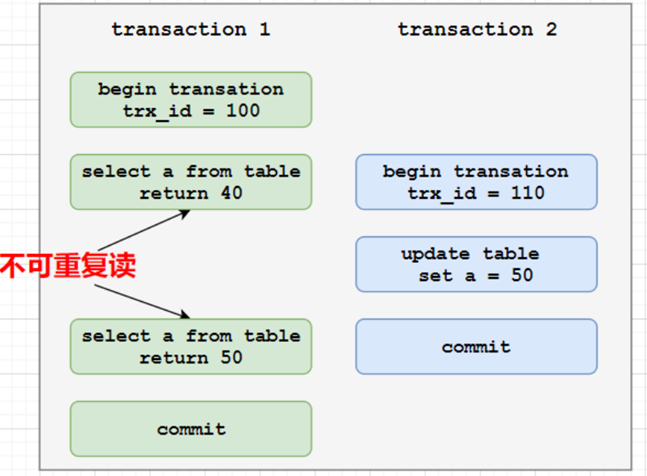 transaction 1
transaction 2
begin transation
trx_id = 100
select a from table
return 40
begin transation
trx_id = 110
不可重复读
update table
set a = 50
select a from table
return 50
commit
commit